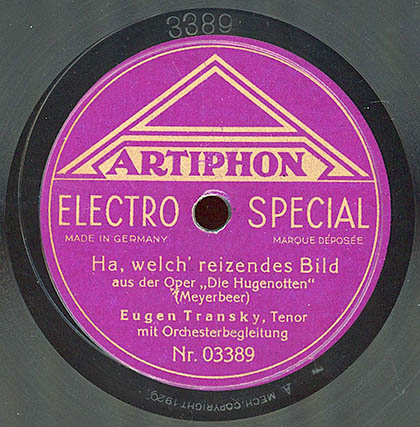 3389
ARTIPHON
ELECTRO SPECIAL
MADE IN GERMANY MARQUE DÉPOSÉE
Ha, welch' reizendes Bild
aus der Oper „Die Hugenotten“
(Meyerbeer)
Eugen Transky, Tenor
mit Orchesterbegleitung
Nr. 03389
A MECH. COPYRIGHT 1929